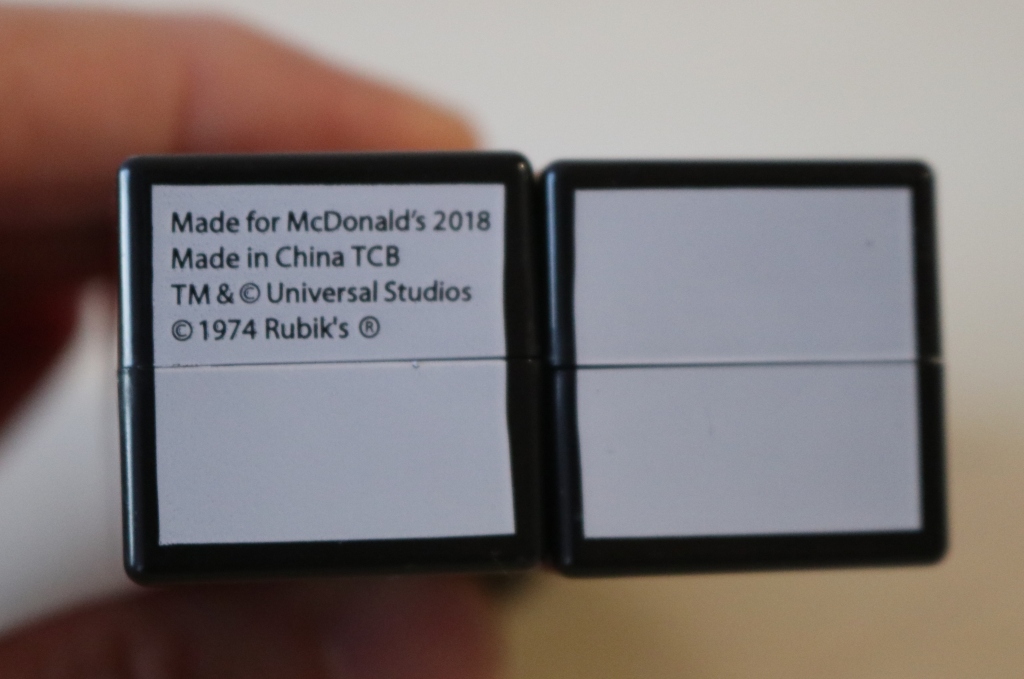 Made for McDonald's 2018
Made in China TCB
TM & © Universal Studios
© 1974 Rubik's ®